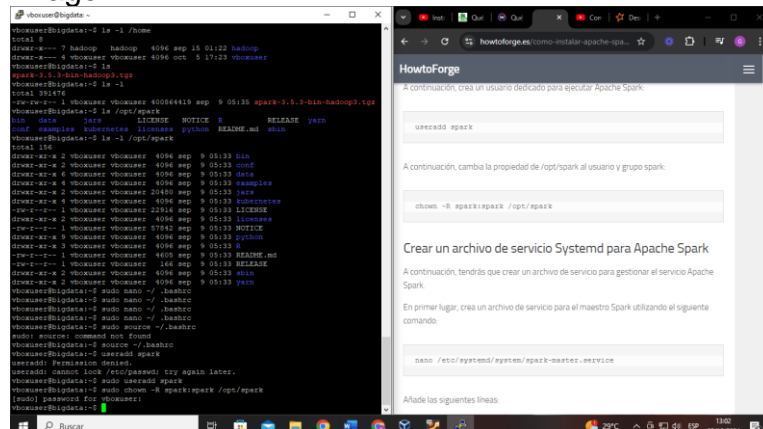 vboxuser@bigdata: ~
vboxuser@bigdata:~$ ls -l /home
total 8
drwxr-x--- 7 hadoop hadoop 4096 sep 15 01:22 hadoop
drwxr-x--- 4 vboxuser vboxuser 4096 oct 5 17:23 vboxuser
vboxuser@bigdata:~$ ls
spark-3.5.3-bin-hadoop3.tgz
vboxuser@bigdata:~$ ls -l
total 391476
-rw-rw-r-- 1 vboxuser vboxuser 400864419 sep 9 05:35 spark-3.5.3-bin-hadoop3.tgz
vboxuser@bigdata:~$ ls /opt/spark
bin data jars LICENSE NOTICE R RELEASE yarn
conf examples kubernetes licenses python README.md sbin
vboxuser@bigdata:~$ ls -l /opt/spark
total 156
drwxr-xr-x 2 vboxuser vboxuser 4096 sep 9 05:33 bin
drwxr-xr-x 2 vboxuser vboxuser 4096 sep 9 05:33 conf
drwxr-xr-x 6 vboxuser vboxuser 4096 sep 9 05:33 data
drwxr-xr-x 4 vboxuser vboxuser 4096 sep 9 05:33 examples
drwxr-xr-x 2 vboxuser vboxuser 20480 sep 9 05:33 jars
drwxr-xr-x 4 vboxuser vboxuser 4096 sep 9 05:33 kubernetes
-rw-r--r-- 1 vboxuser vboxuser 22916 sep 9 05:33 LICENSE
drwxr-xr-x 2 vboxuser vboxuser 4096 sep 9 05:33 licenses
-rw-r--r-- 1 vboxuser vboxuser 57842 sep 9 05:33 NOTICE
drwxr-xr-x 9 vboxuser vboxuser 4096 sep 9 05:33 python
drwxr-xr-x 3 vboxuser vboxuser 4096 sep 9 05:33 R
-rw-r--r-- 1 vboxuser vboxuser 4605 sep 9 05:33 README.md
-rw-r--r-- 1 vboxuser vboxuser 166 sep 9 05:33 RELEASE
drwxr-xr-x 2 vboxuser vboxuser 4096 sep 9 05:33 sbin
drwxr-xr-x 2 vboxuser vboxuser 4096 sep 9 05:33 yarn
vboxuser@bigdata:~$ sudo nano ~/ .bashrc
vboxuser@bigdata:~$ sudo nano ~/ .bashrc
vboxuser@bigdata:~$ sudo nano ~/ .bashrc
vboxuser@bigdata:~$ sudo source ~/.bashrc
sudo: source: command not found
vboxuser@bigdata:~$ source ~/.bashrc
vboxuser@bigdata:~$ useradd spark
useradd: Permission denied.
useradd: cannot lock /etc/passwd; try again later.
vboxuser@bigdata:~$ sudo useradd spark
vboxuser@bigdata:~$ sudo chown -R spark:spark /opt/spark
[sudo] password for vboxuser:
vboxuser@bigdata:~$
Inst
Qué
Qué
Con
Des
howtoforge.es/como-instalar-apache-spa...
HowtoForge
A continuación, crea un usuario dedicado para ejecutar Apache Spark:
useradd spark
A continuación, cambia la propiedad de /opt/spark al usuario y grupo spark:
chown -R spark:spark /opt/spark
Crear un archivo de servicio Systemd para Apache Spark
A continuación, tendrás que crear un archivo de servicio para gestionar el servicio Apache
Spark.
En primer lugar, crea un archivo de servicio para el maestro Spark utilizando el siguiente
comando:
nano /etc/systemd/system/spark-master.service
Añade las siguientes líneas:
Buscar
29°C
ESP
13:02